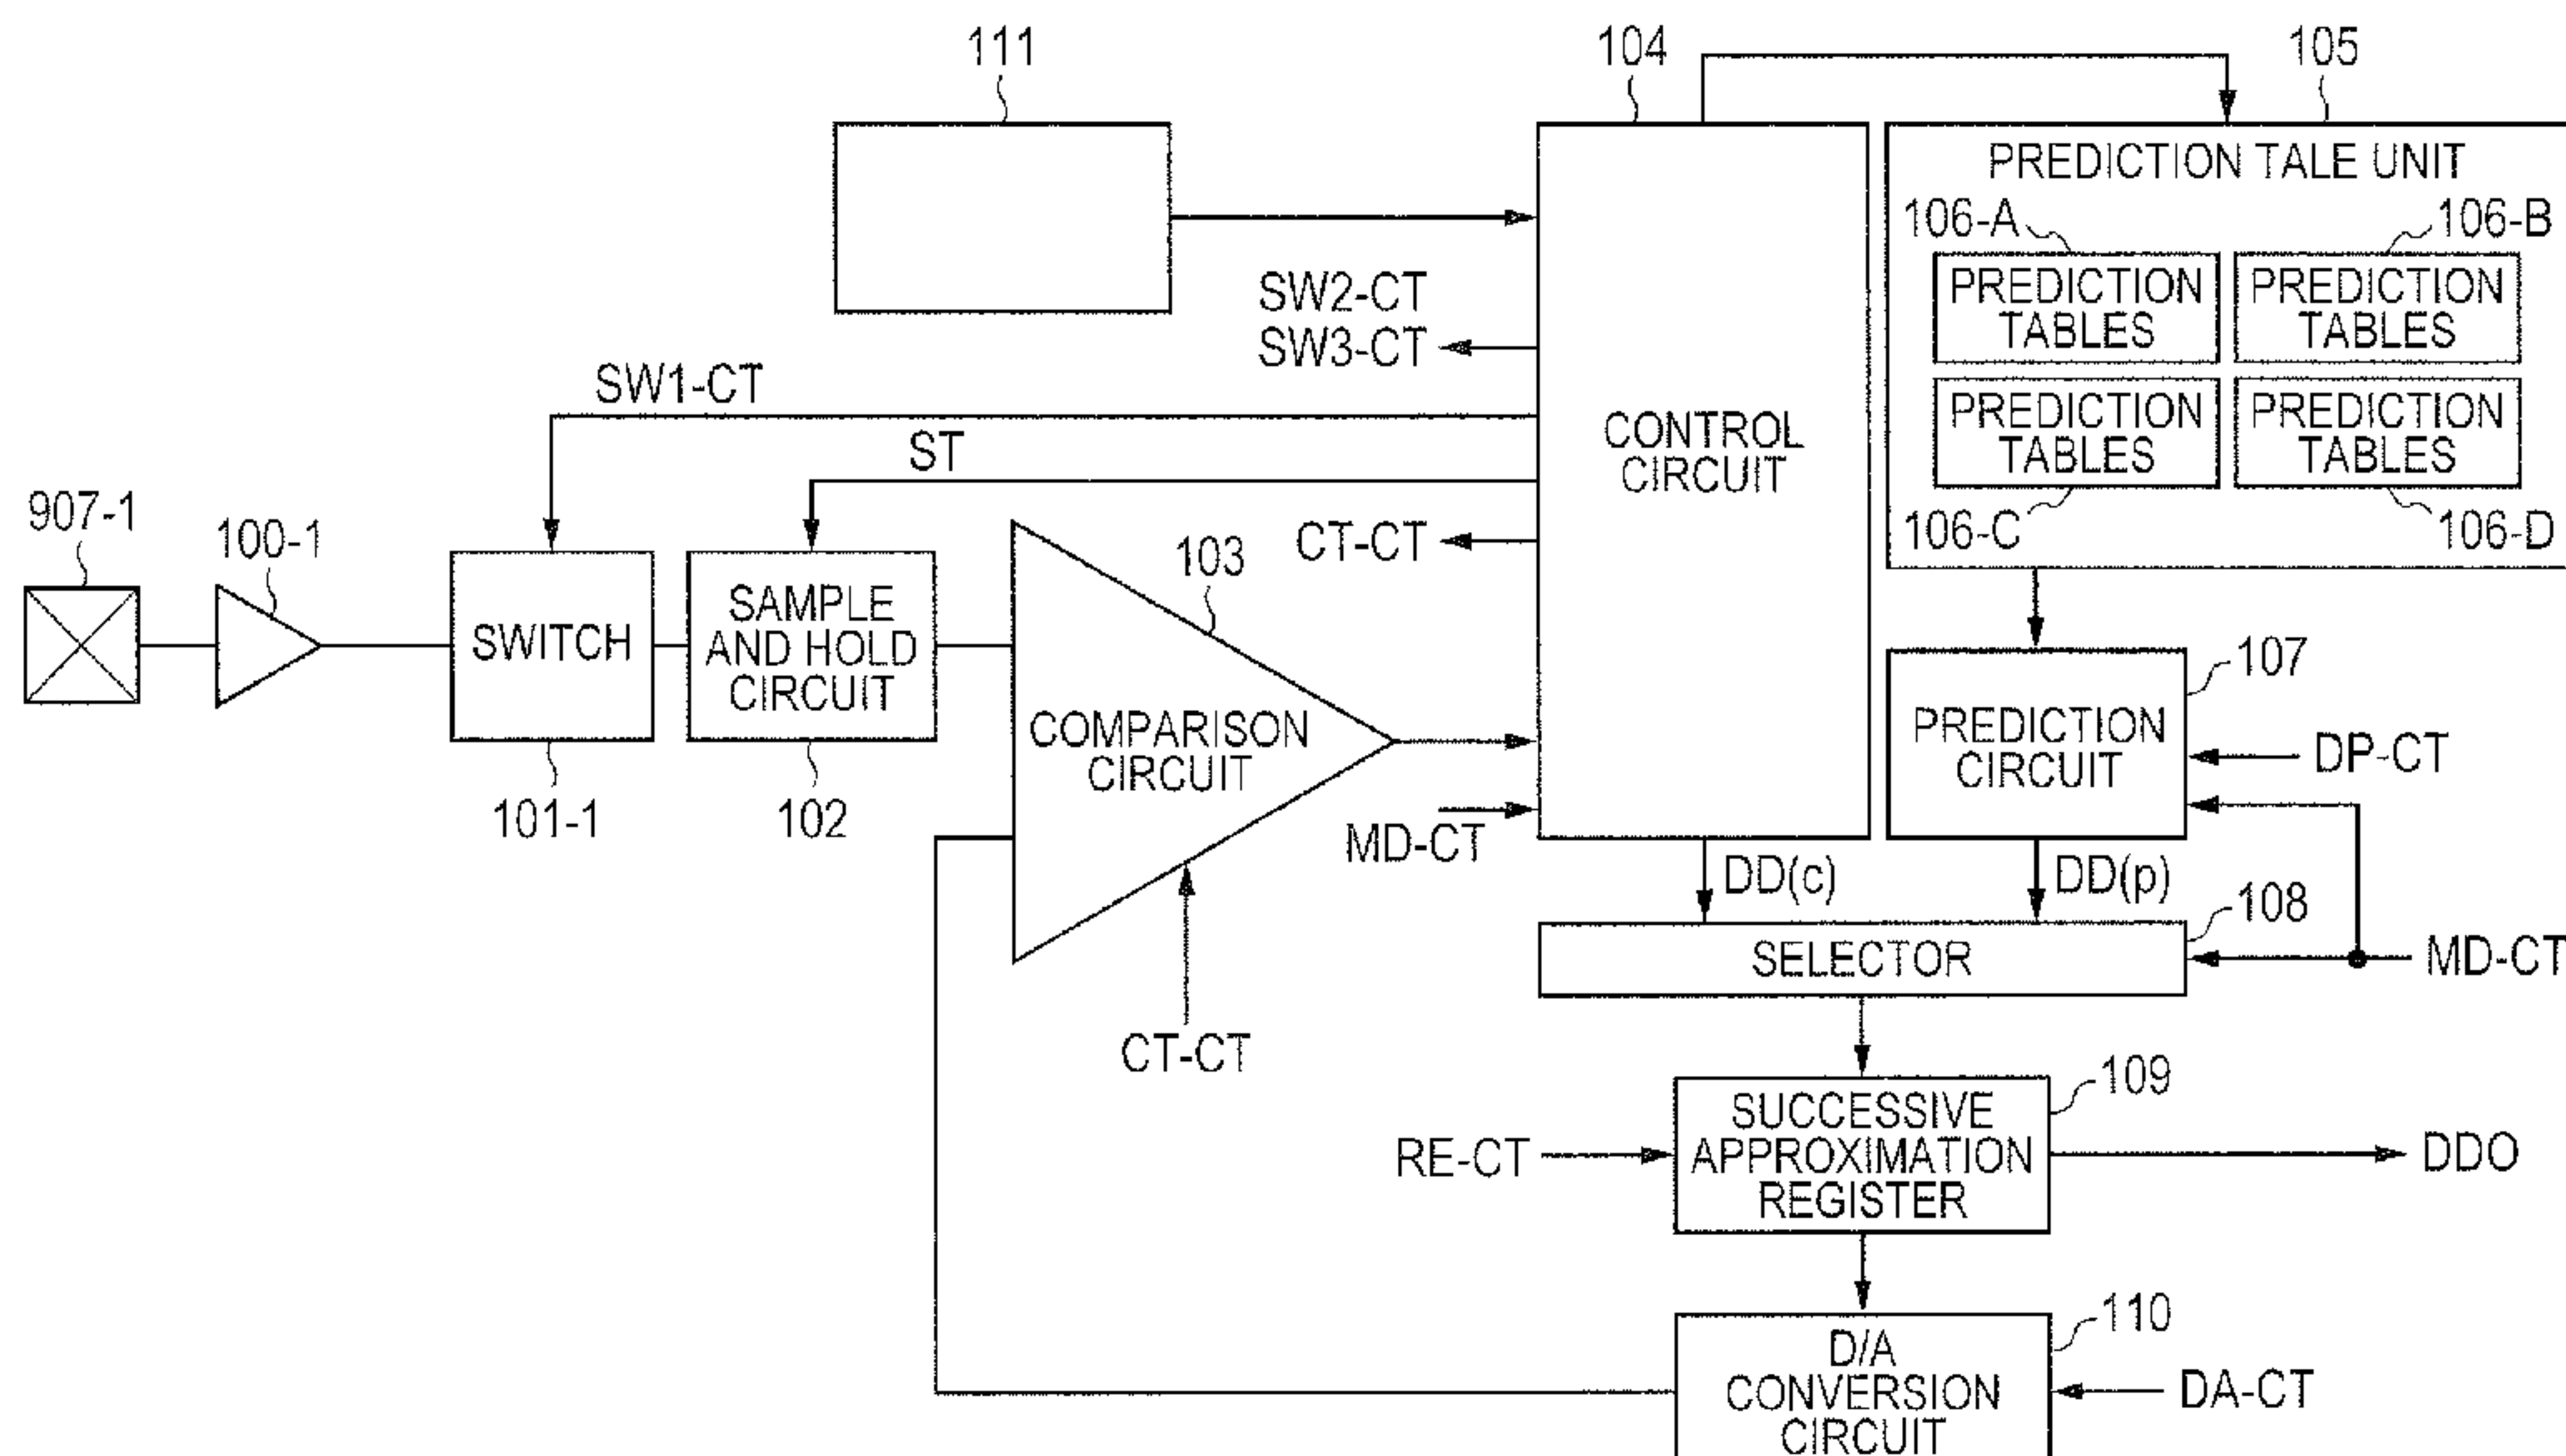 111
104
105
PREDICTION TALE UNIT
106-A
106-B
PREDICTION
TABLES
PREDICTION
TABLES
PREDICTION
TABLES
PREDICTION
TABLES
106-C
106-D
SW2-CT
SW3-CT
SW1-CT
ST
CT-CT
CONTROL
CIRCUIT
907-1
100-1
SWITCH
101-1
SAMPLE
AND HOLD
CIRCUIT
102
103
COMPARISON
CIRCUIT
CT-CT
MD-CT
107
PREDICTION
CIRCUIT
DP-CT
DD(c)
DD(p)
108
SELECTOR
MD-CT
109
SUCCESSIVE
APPROXIMATION
REGISTER
RE-CT
DDO
110
D/A
CONVERSION
CIRCUIT
DA-CT